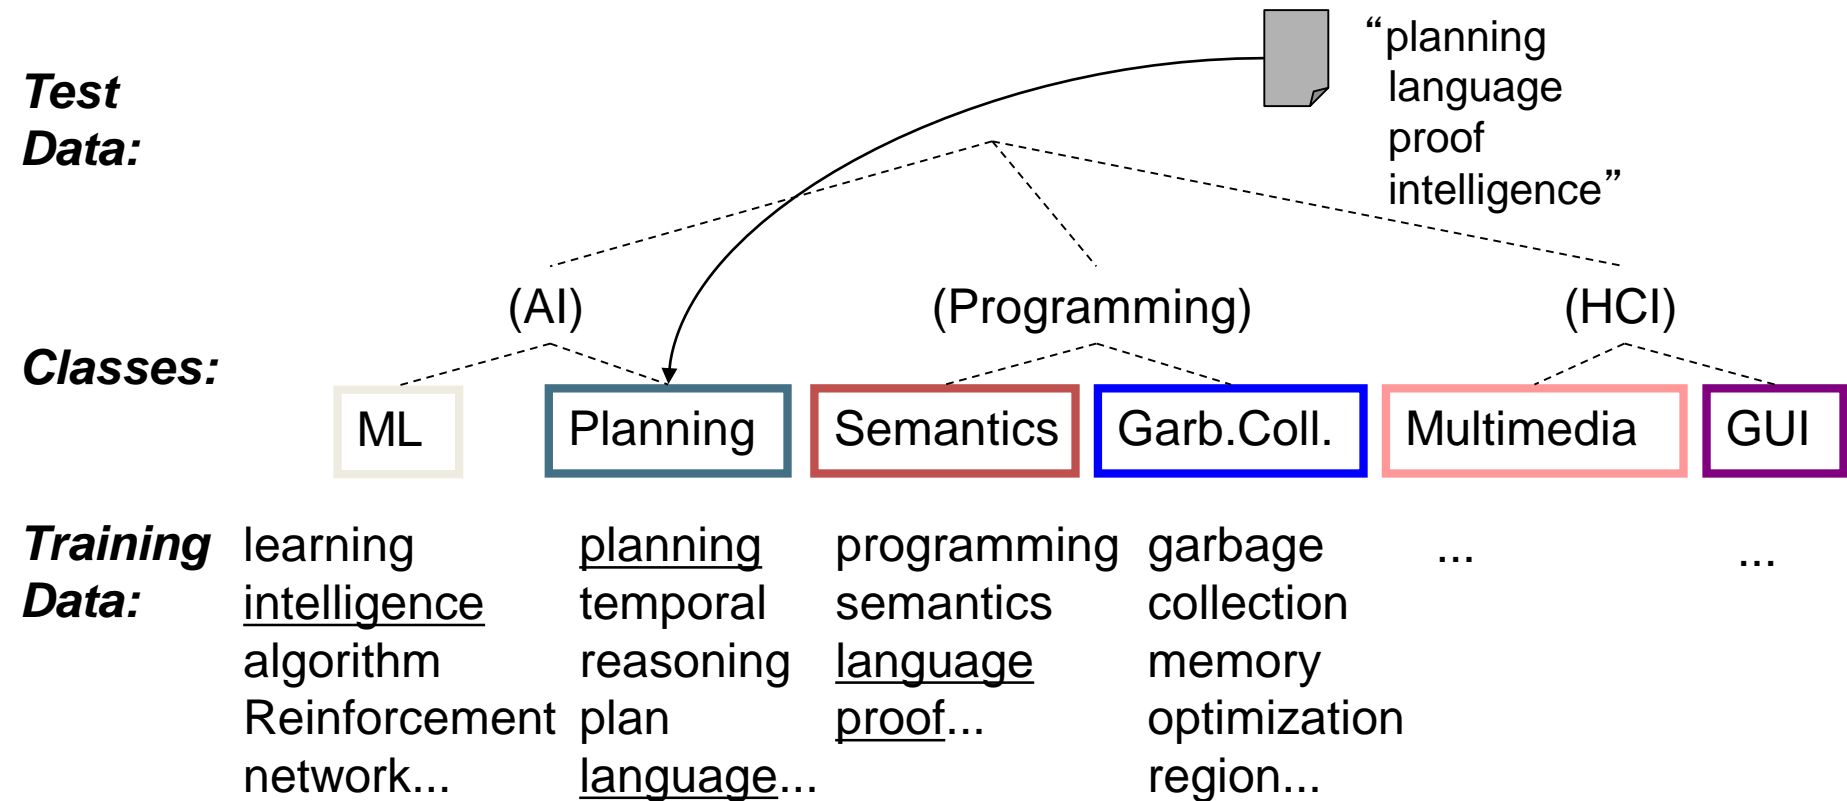 Test
Data:
“planning
language
proof
intelligence”
(AI)
(Programming)
(HCI)
Classes:
ML
Planning
Semantics
Garb.Coll.
Multimedia
GUI
Training
Data:
learning
intelligence
algorithm
Reinforcement
network...
planning
temporal
reasoning
plan
language...
programming
semantics
language
proof...
garbage
collection
memory
optimization
region...
...
...